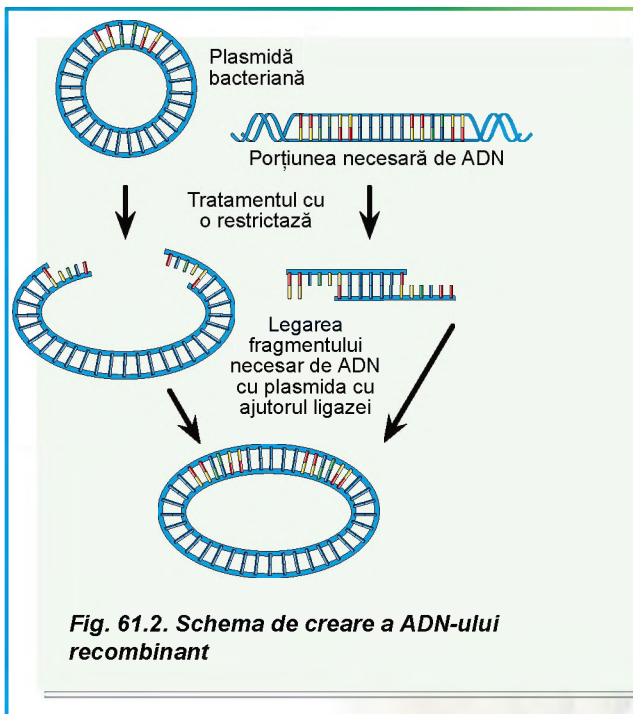 Plasmidă
bacteriană
Porțiunea necesară de ADN
Tratamentul cu
o restrictază
Legarea
fragmentului
necesar de ADN
cu plasmida cu
ajutorul ligazei
Fig. 61.2. Schema de creare a ADN-ului
recombinant